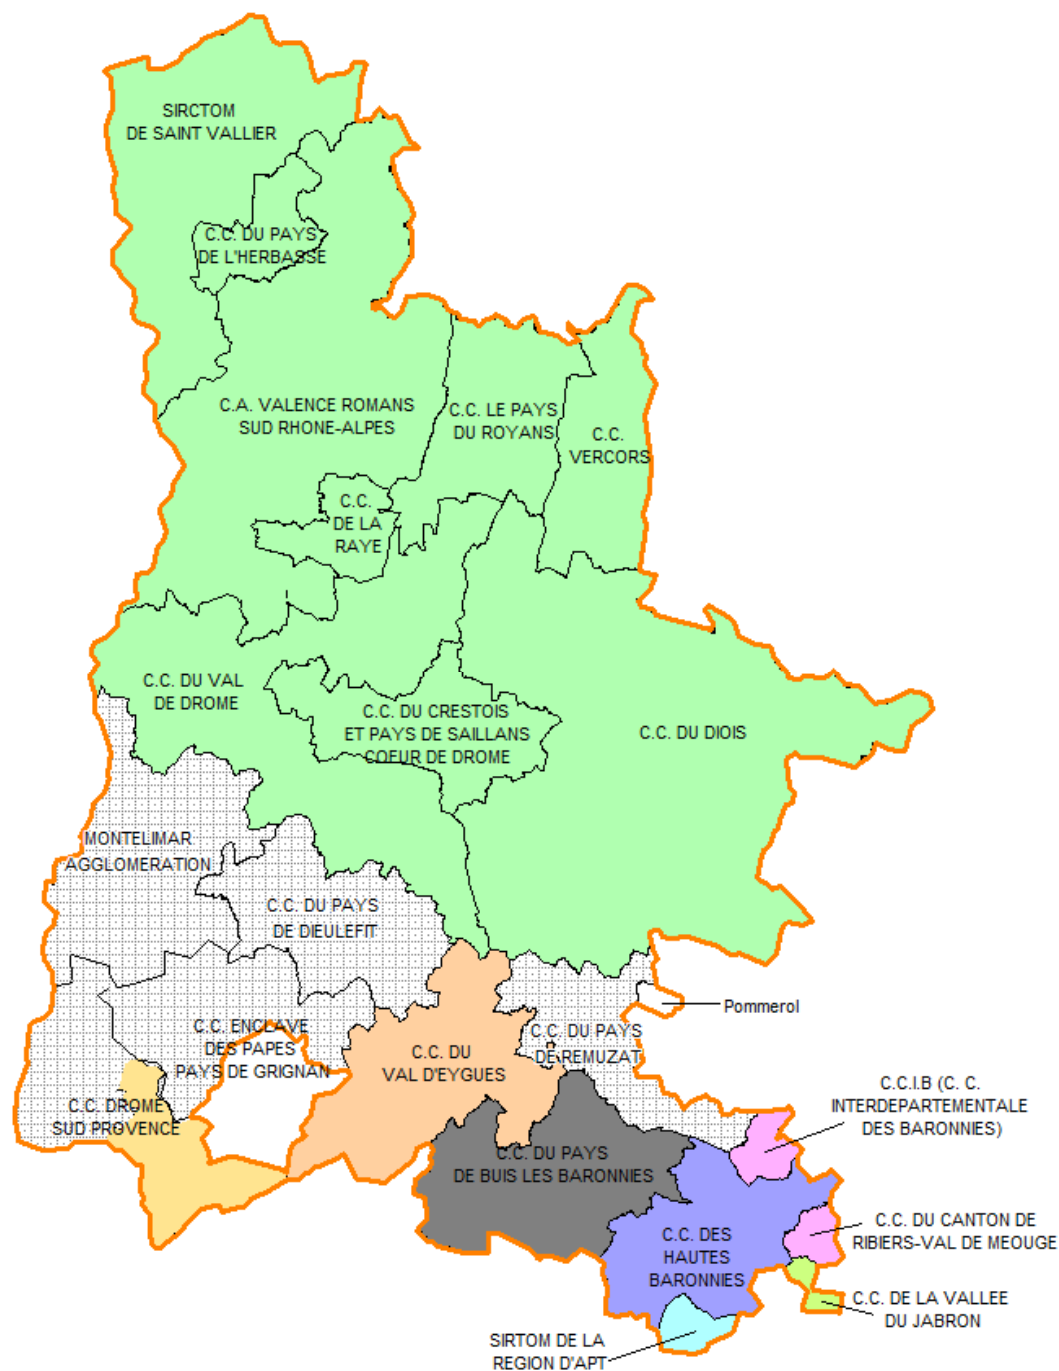 SIRCTOM
DE SAINT VALLIER
C.C. DU PAYS
DE L'HERBASSE
C.A. VALENCE ROMANS
SUD RHONE-ALPES
C.C. LE PAYS
DU ROYANS
C.C.
VERCORS
C.C.
DE LA
RAYE
C.C. DU VAL
DE DROME
C.C. DU CRESTOIS
ET PAYS DE SAILLANS
COEUR DE DROME
C.C. DU DIOIS
MONTELIMAR
AGGLOMERATION
C.C. DU PAYS
DE DIEULEFIT
Pommerol
C.C. ENCLAVE
DES PAPES
PAYS DE GRIGNAN
C.C. DU
VAL D'EYGUES
C.C. DU PAYS
DE REMUZAT
C.C. DROME
SUD PROVENCE
C.C.I.B (C. C.
INTERDEPARTEMENTALE
DES BARONNIES)
C.C. DU PAYS
DE BUIS LES BARONNIES
C.C. DES
HAUTES
BARONNIES
C.C. DU CANTON DE
RIBIERS-VAL DE MEOUGE
C.C. DE LA VALLEE
DU JABRON
SIRTOM DE LA
REGION D'APT